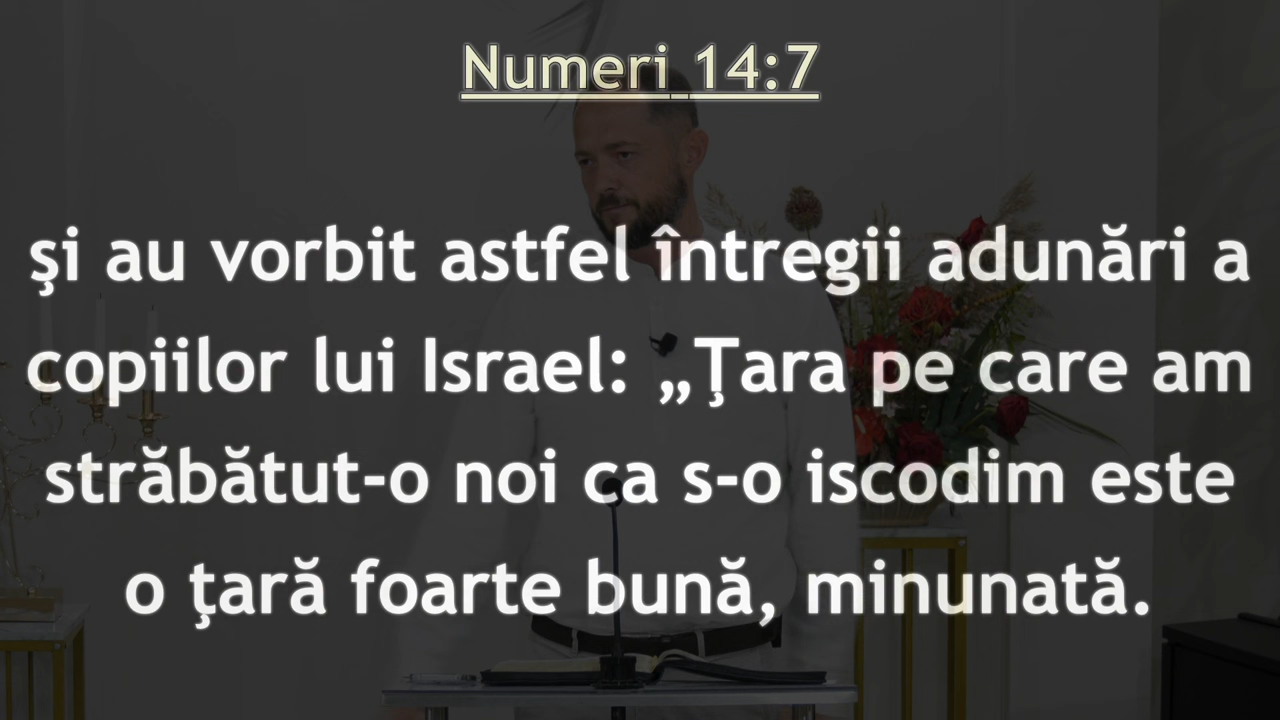 Numeri 14:7
şi au vorbit astfel întregii adunări a
copiilor lui Israel: „Ţara pe care am
străbătut-o noi ca s-o iscodim este
o ţară foarte bună, minunată.